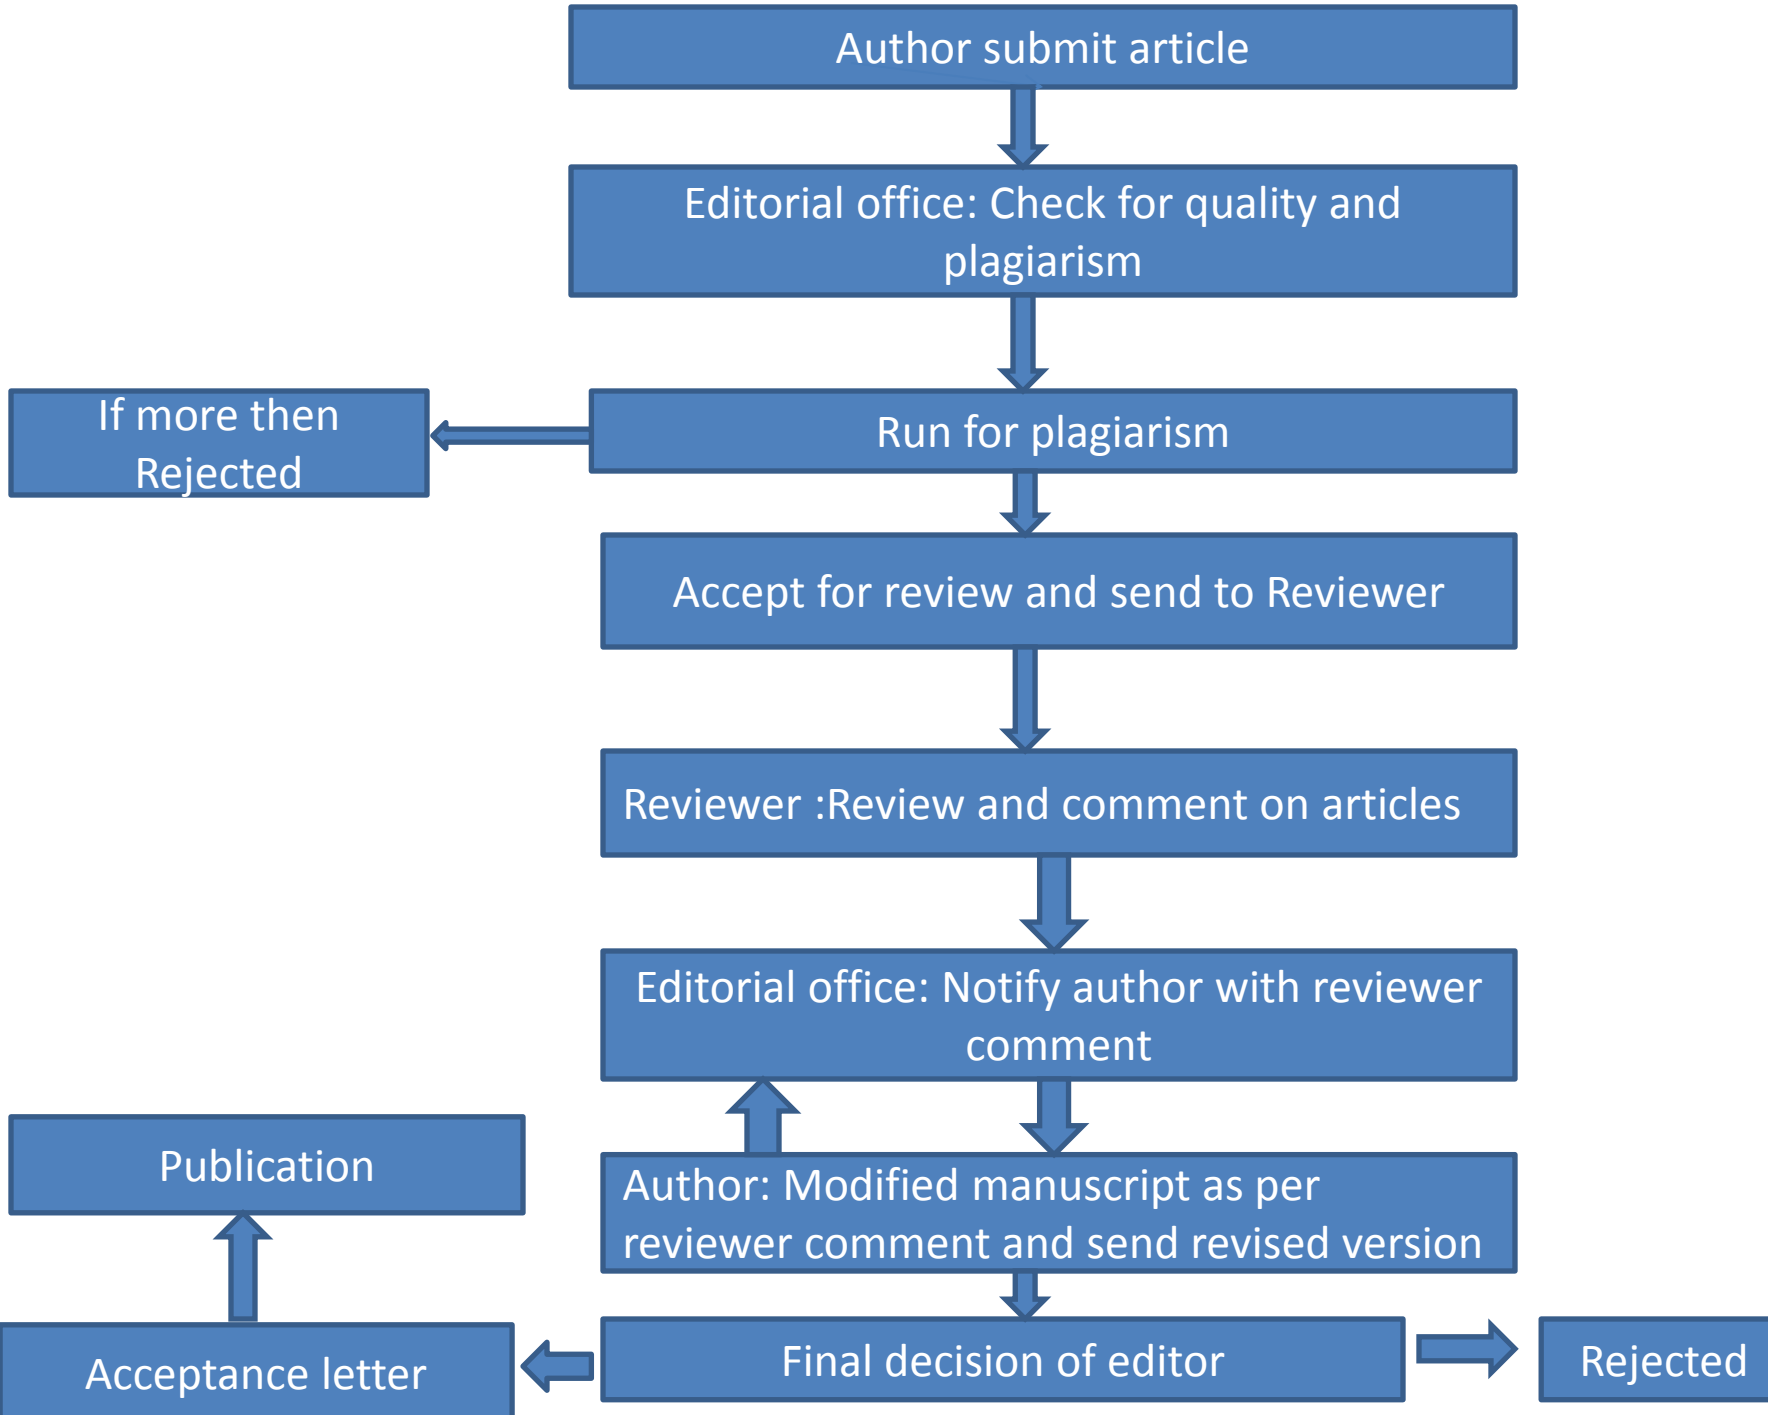 Author submit article
Editorial office: Check for quality and
plagiarism
If more then
Rejected
Run for plagiarism
Accept for review and send to Reviewer
Reviewer :Review and comment on articles
Editorial office: Notify author with reviewer
comment
Publication
Author: Modified manuscript as per
reviewer comment and send revised version
Acceptance letter
Final decision of editor
Rejected